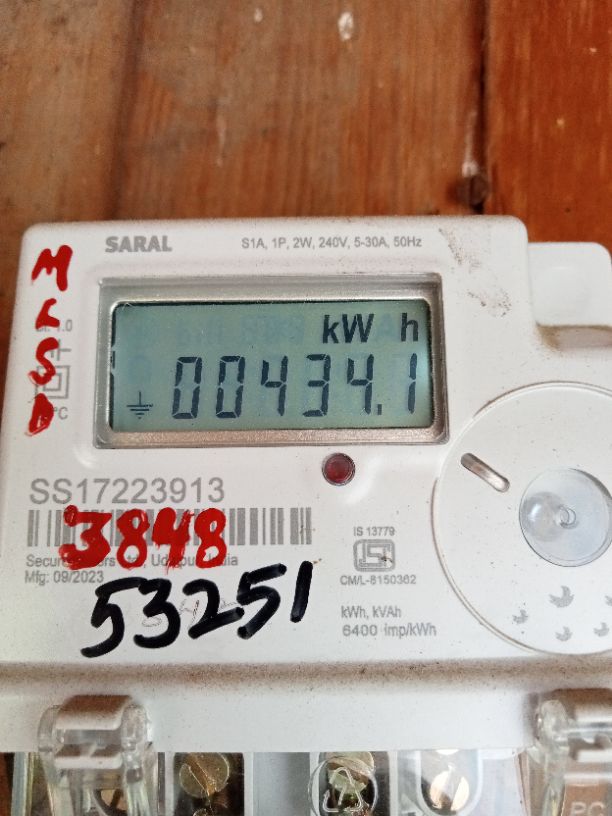 SARAL
S1A, 1P, 2W, 240V, 5-30A, 50Hz
MLSD
kW h
00434.1
SS17223913
3848
Mfg: 09/2023
53251
IS 13779
CM/L-8150362
kWh, kVAh
6400 imp/kWh
PC